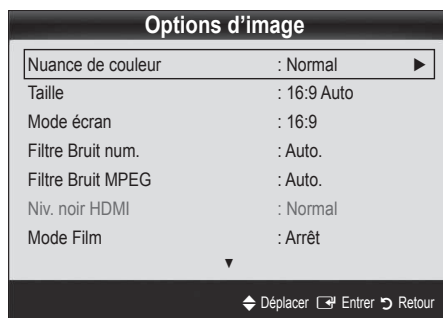 Options d'image
Nuance de couleur : Normal ►
Taille : 16:9 Auto
Mode écran : 16:9
Filtre Bruit num. : Auto.
Filtre Bruit MPEG : Auto.
Niv. noir HDMI : Normal
Mode Film : Arrêt
▼
Déplacer Entrer Retour